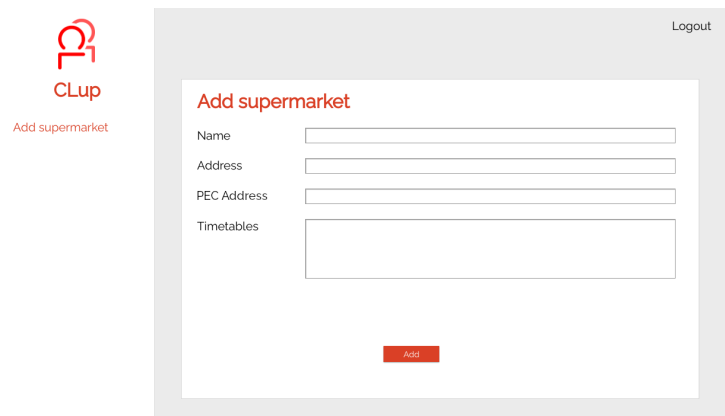 Logout
CLup
Add supermarket
Add supermarket
Name
Address
PEC Address
Timetables
Add